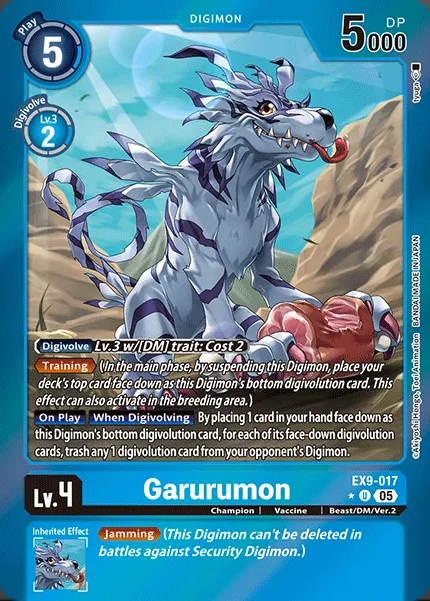 DIGIMON
Play
5
DP
5000
Digivolve
Lv.3
2
tyuga
©Akiyoshi Hongo, Toei Animation BANDAI MADE IN JAPAN
Digivolve Lv.3 w/[DM] trait: Cost 2
Training (In the main phase, by suspending this Digimon, place your
deck's top card face down as this Digimon's bottom digivolution card. This
effect can also activate in the breeding area.)
On Play When Digivolving By placing 1 card in your hand face down as
this Digimon's bottom digivolution card, for each of its face-down digivolution
cards, trash any 1 digivolution card from your opponent's Digimon.
Lv.4
Garurumon
EX9-017
U 05
Champion | Vaccine | Beast/DM/Ver.2
Inherited Effect
Jamming (This Digimon can't be deleted in
battles against Security Digimon.)